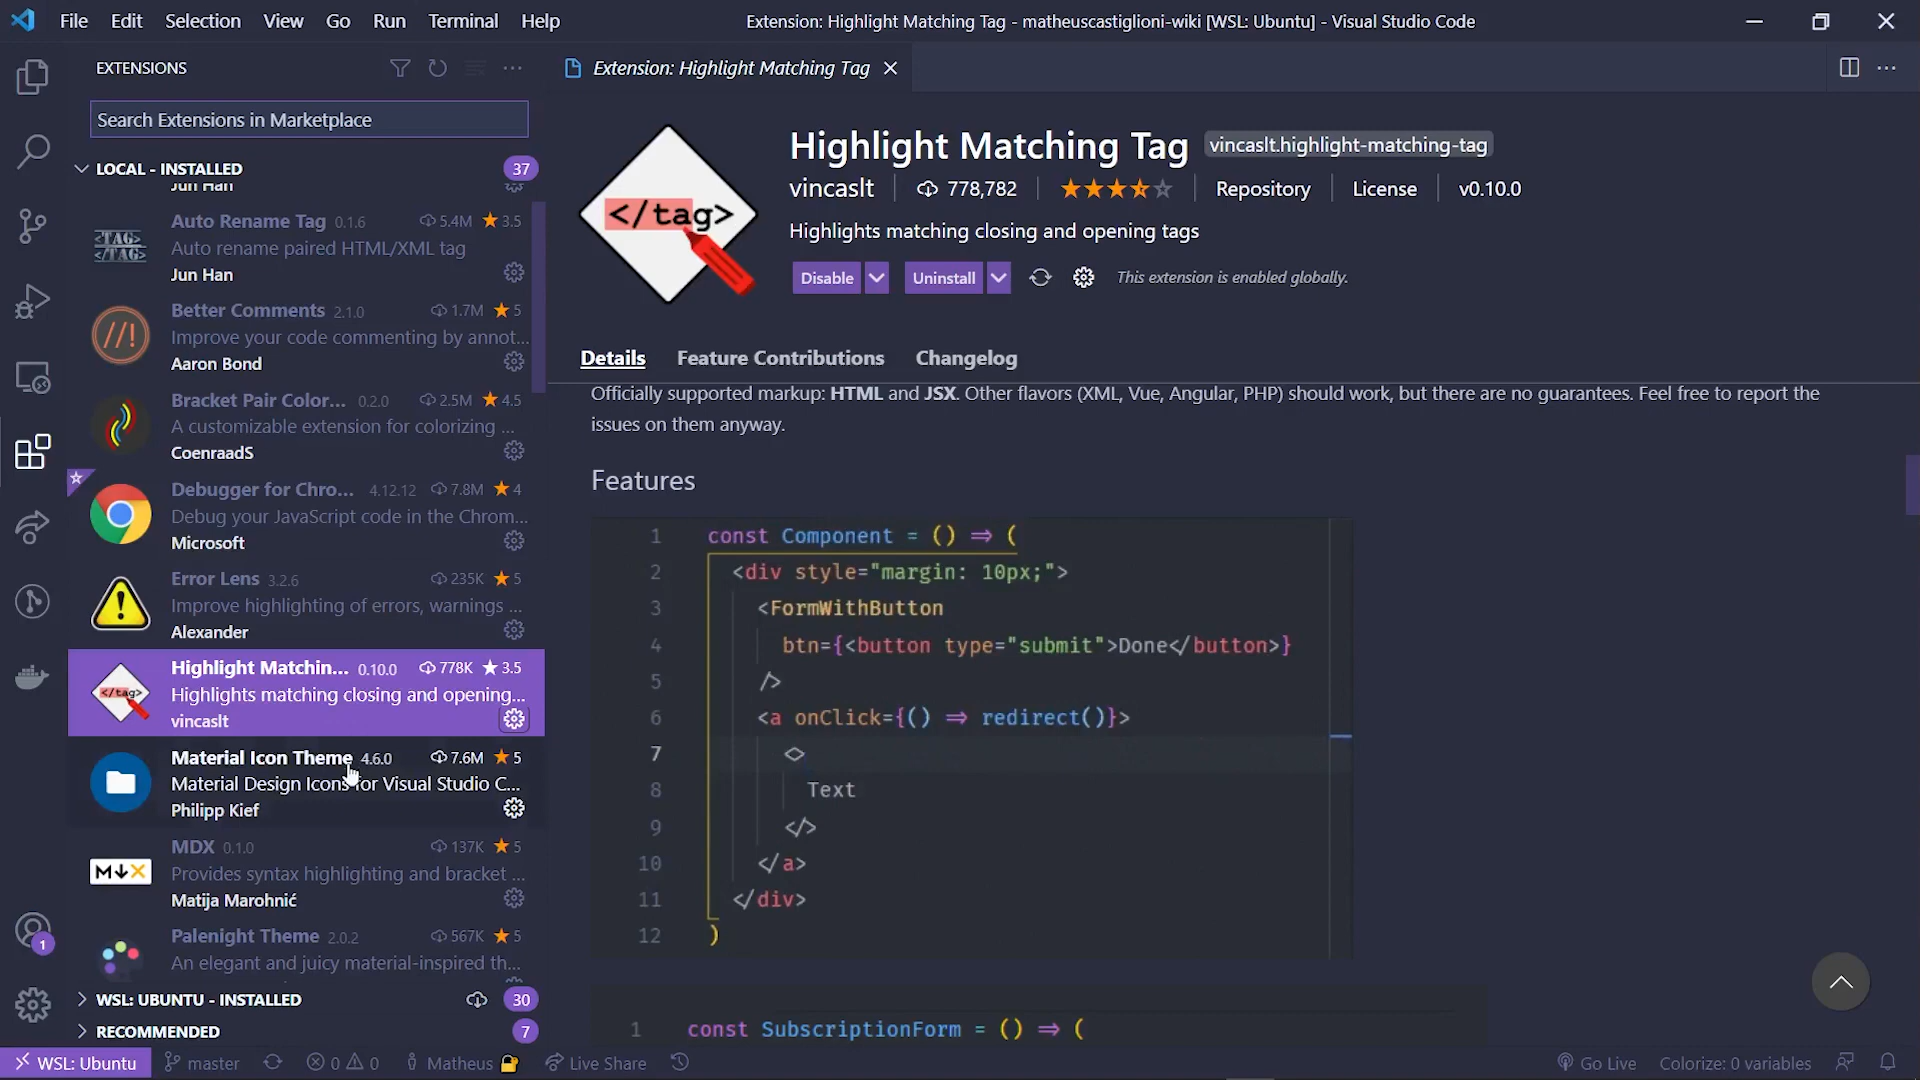 File Edit Selection View Go Run Terminal Help
Extension: Highlight Matching Tag - matheuscastiglioni-wiki [WSL: Ubuntu] - Visual Studio Code
EXTENSIONS
Search Extensions in Marketplace
LOCAL - INSTALLED 37
Jun Han
<TAG>
</TAG>
Auto Rename Tag 0.1.6 5.4M 3.5
Auto rename paired HTML/XML tag
Jun Han
//!
Better Comments 2.1.0 1.7M 5
Improve your code commenting by annot...
Aaron Bond
Bracket Pair Color... 0.2.0 2.5M 4.5
A customizable extension for colorizing ...
CoenraadS
Debugger for Chro... 4.12.12 7.8M 4
Debug your JavaScript code in the Chrom...
Microsoft
Error Lens 3.2.6 235K 5
Improve highlighting of errors, warnings ...
Alexander
</tag>
Highlight Matchin... 0.10.0 778K 3.5
Highlights matching closing and opening...
vincaslt
Material Icon Theme 4.6.0 7.6M 5
Material Design Icons for Visual Studio C...
Philipp Kief
M↓X
MDX 0.1.0 137K 5
Provides syntax highlighting and bracket ...
Matija Marohnić
Palenight Theme 2.0.2 567K 5
An elegant and juicy material-inspired th...
WSL: UBUNTU - INSTALLED 30
RECOMMENDED 7
1
Extension: Highlight Matching Tag
</tag>
Highlight Matching Tag vincaslt.highlight-matching-tag
vincaslt 778,782 Repository License v0.10.0
Highlights matching closing and opening tags
Disable Uninstall This extension is enabled globally.
Details Feature Contributions Changelog
Officially supported markup: HTML and JSX. Other flavors (XML, Vue, Angular, PHP) should work, but there are no guarantees. Feel free to report the
issues on them anyway.
Features
1 const Component = () ⇒ (
2 <div style="margin: 10px;">
3 <FormWithButton
4 btn={<button type="submit">Done</button>}
5 />
6 <a onClick={() ⇒ redirect()}>
7 <>
8 Text
9 </>
10 </a>
11 </div>
12 )
1 const SubscriptionForm = () ⇒ (
WSL: Ubuntu master 0 0 Matheus Live Share Go Live Colorize: 0 variables